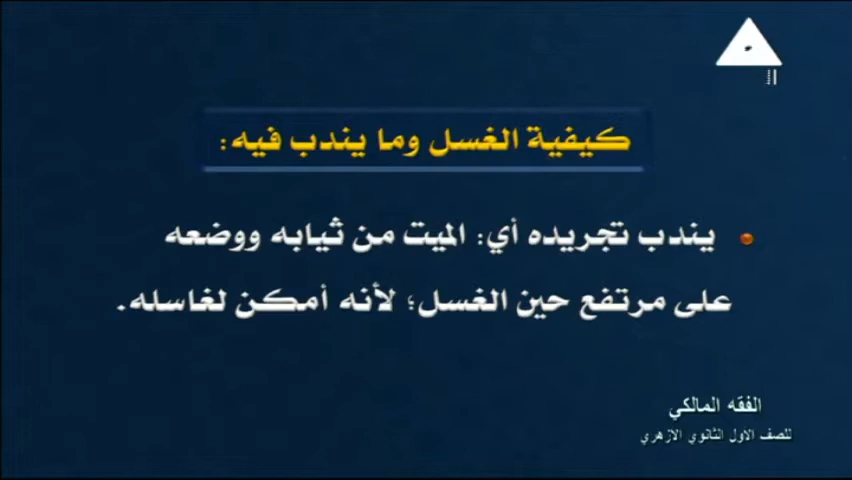 كيفية الغسل وما يندب فيه:
يندب تجريده أي: الميت من ثيابه ووضعه
على مرتفع حين الغسل؛ لأنه أمكن لغاسله.
الفقه المالكي
للصف الاول الثانوي الازهري